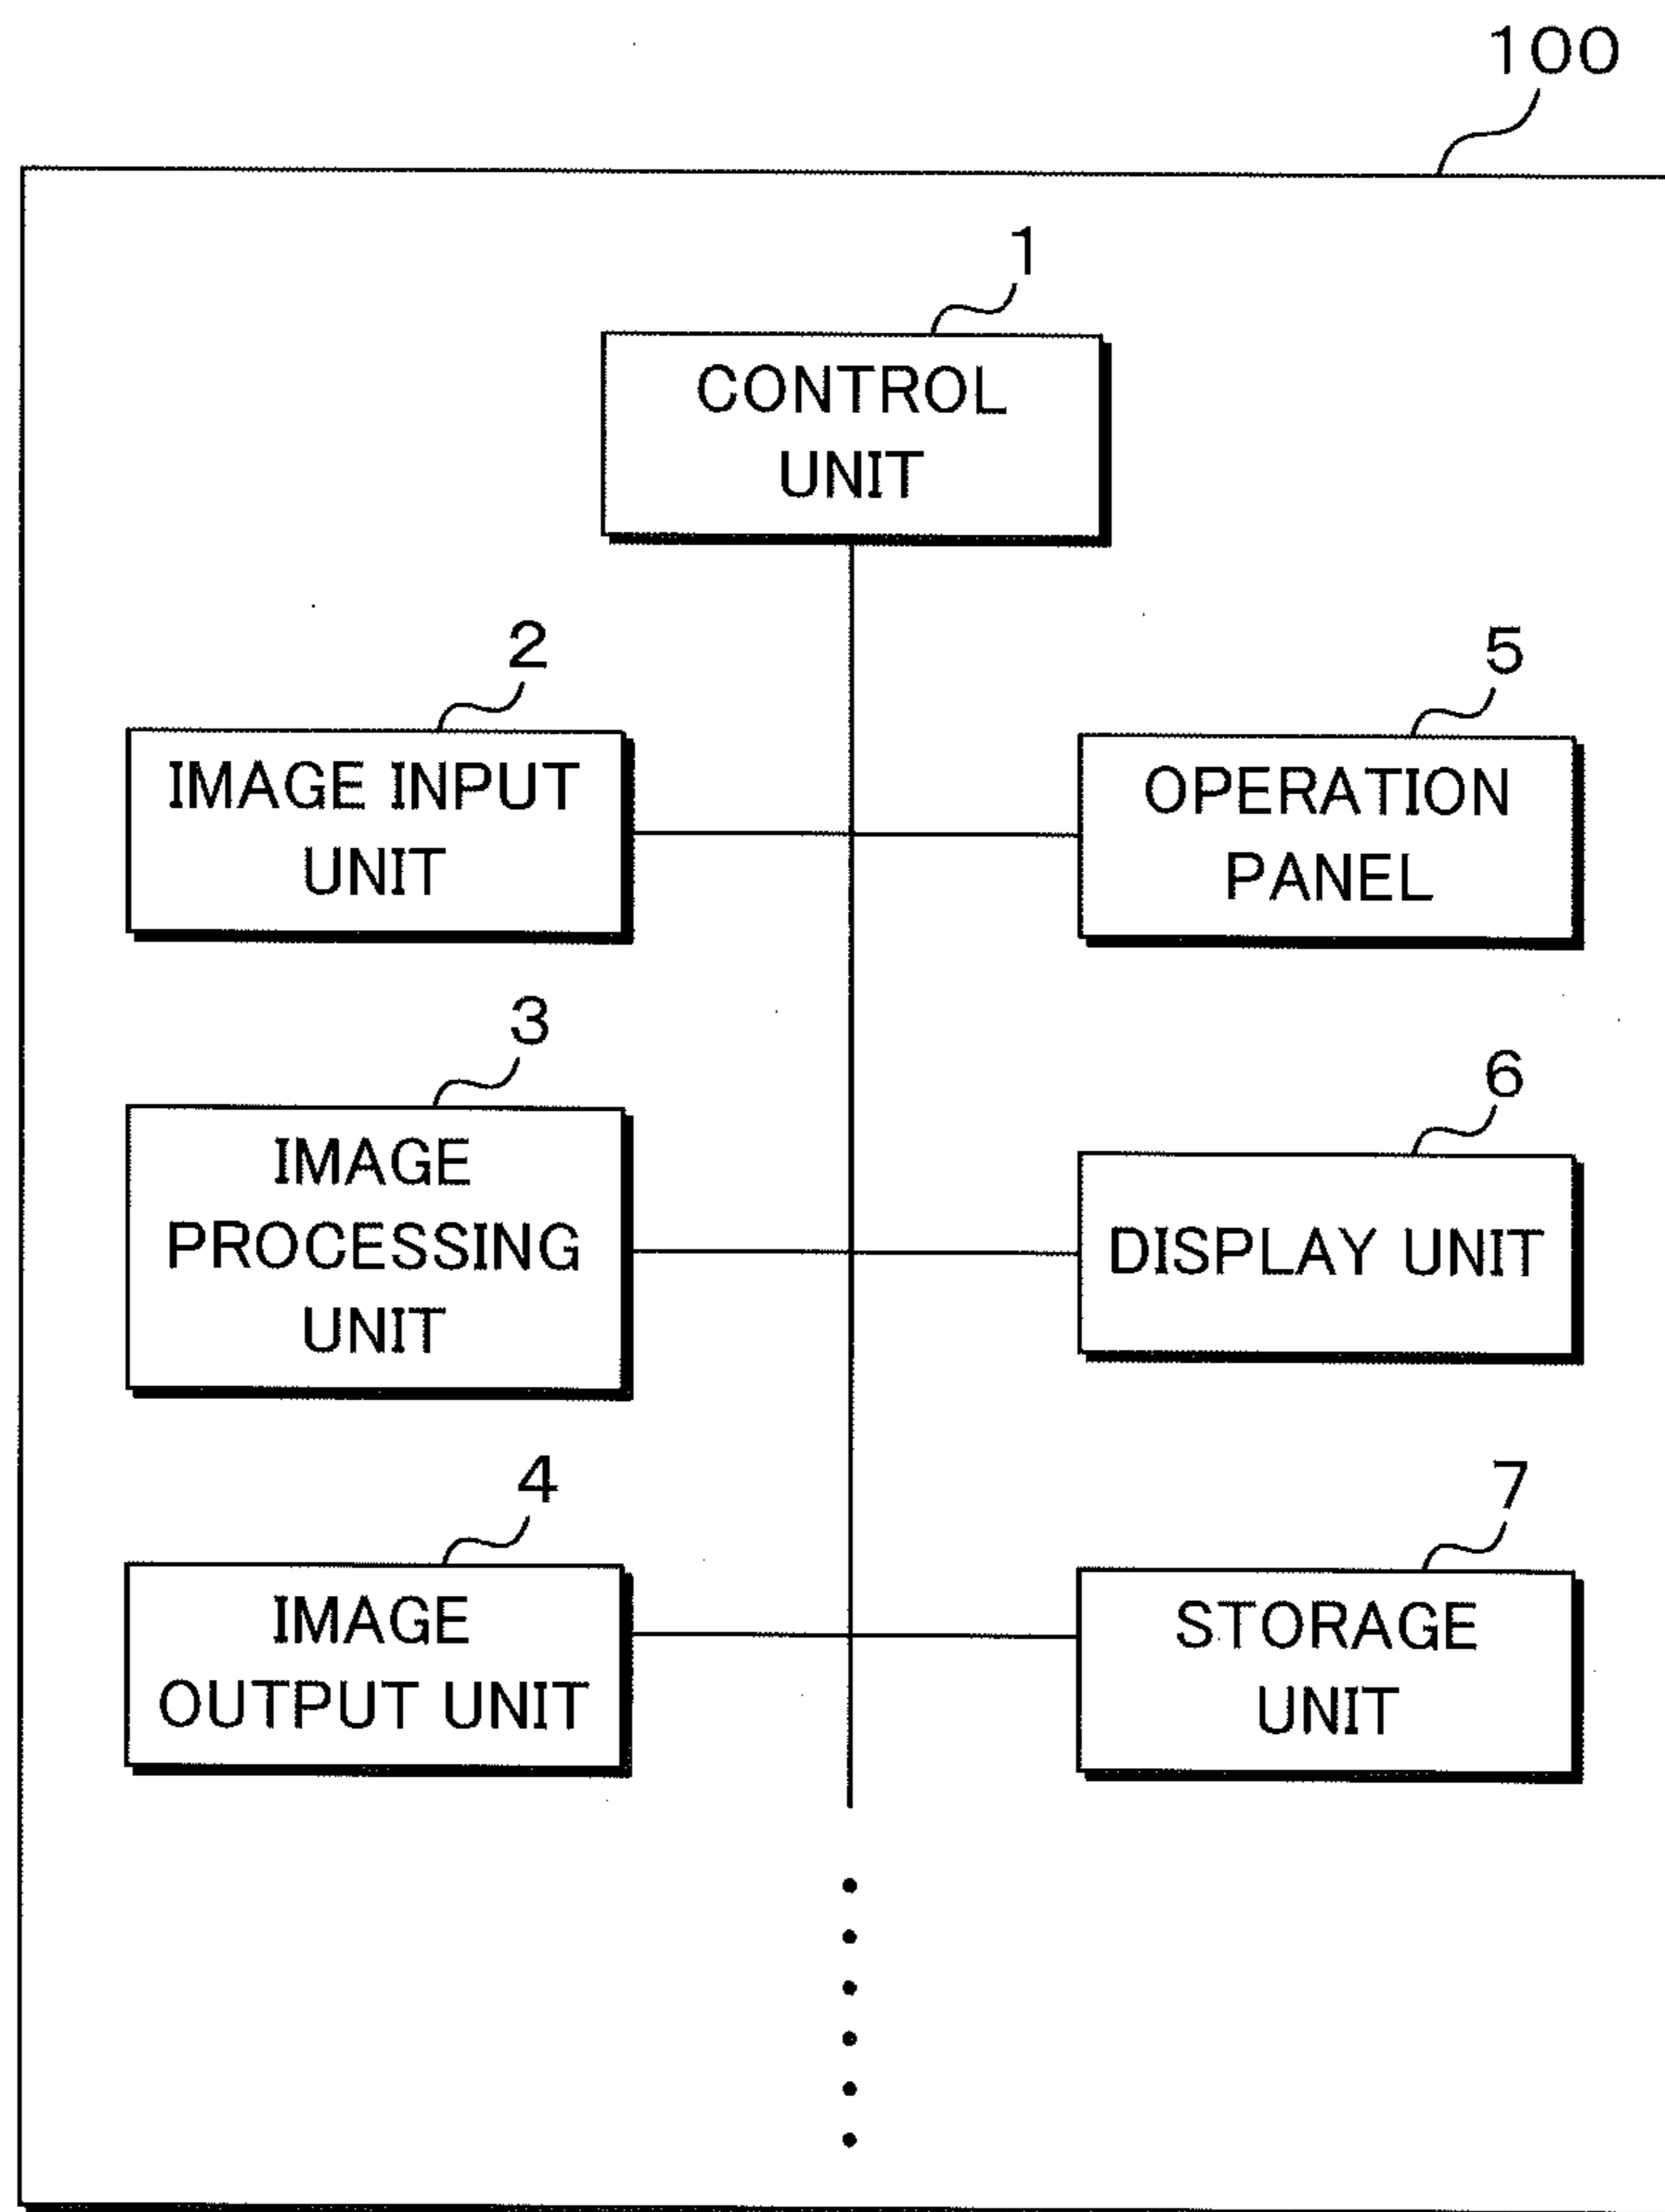 100
1
CONTROL
UNIT
2
IMAGE INPUT
UNIT
5
OPERATION
PANEL
3
IMAGE
PROCESSING
UNIT
6
DISPLAY UNIT
4
IMAGE
OUTPUT UNIT
7
STORAGE
UNIT